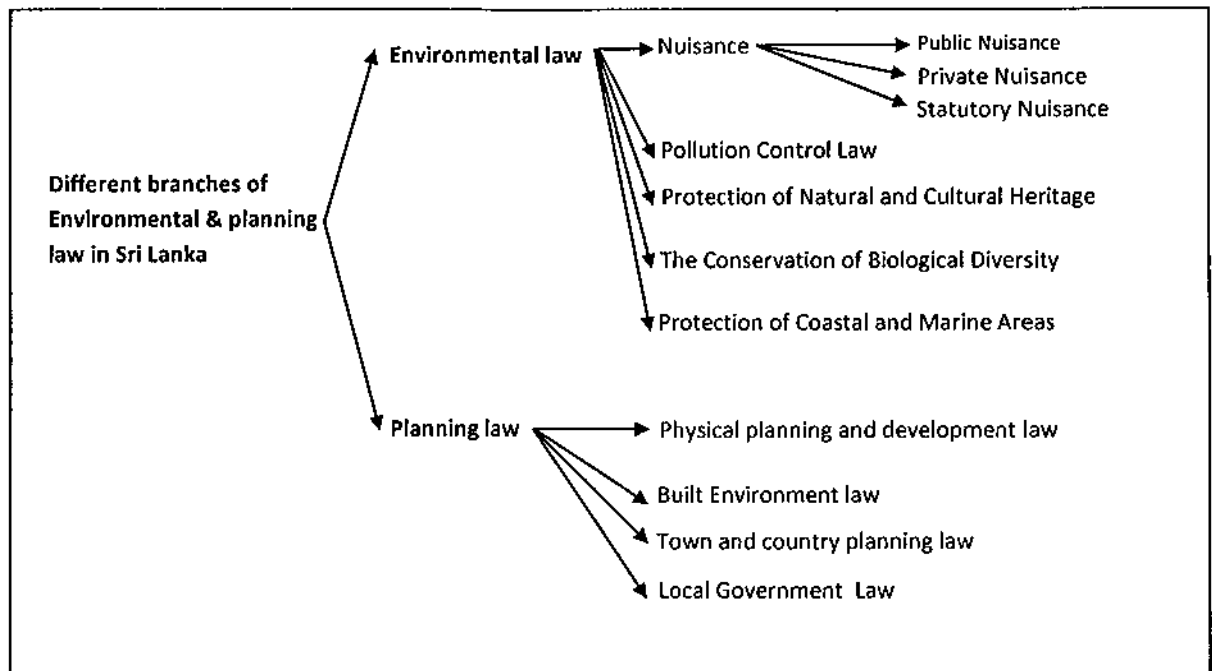 Different branches of
Environmental & planning
law in Sri Lanka
Environmental law
Nuisance
Public Nuisance
Private Nuisance
Statutory Nuisance
Pollution Control Law
Protection of Natural and Cultural Heritage
The Conservation of Biological Diversity
Protection of Coastal and Marine Areas
Planning law
Physical planning and development law
Built Environment law
Town and country planning law
Local Government Law